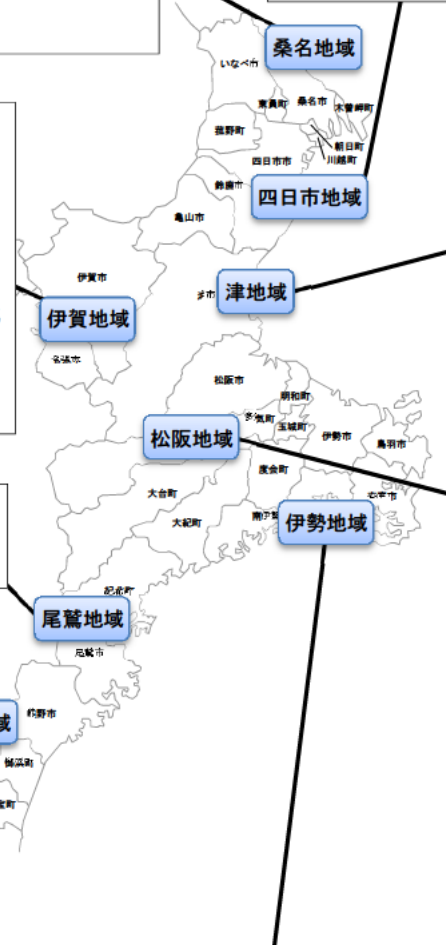 桑名地域
いなべ市
東員町
桑名市
木曽岬町
菰野町
朝日町
川越町
四日市市
鈴鹿市
四日市地域
亀山市
伊賀市
津市
津地域
伊賀地域
名張市
松阪市
明和町
多気町
玉城町
伊勢市
鳥羽市
松阪地域
度会町
大台町
大紀町
南伊勢
伊勢地域
紀北町
尾鷲地域
尾鷲市
熊野市
域
御浜町
宝町